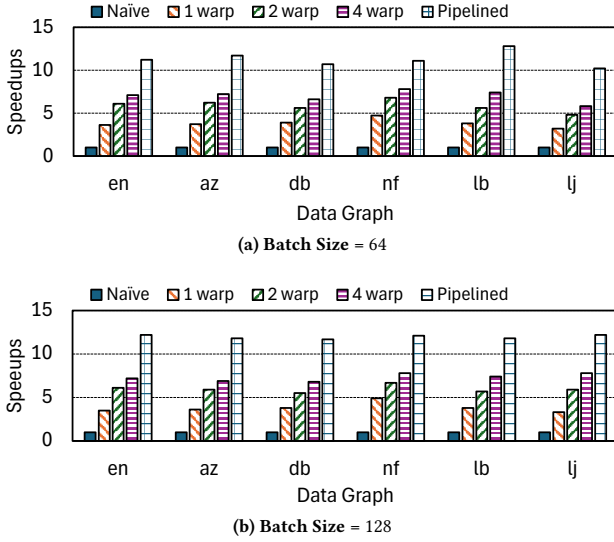 Naïve 1 warp 2 warp 4 warp Pipelined
15
10
5
0
Speedups
en az db nf lb lj
Data Graph
(a) Batch Size = 64
Naïve 1 warp 2 warp 4 warp Pipelined
15
10
5
0
Speeups
en az db nf lb lj
Data Graph
(b) Batch Size = 128